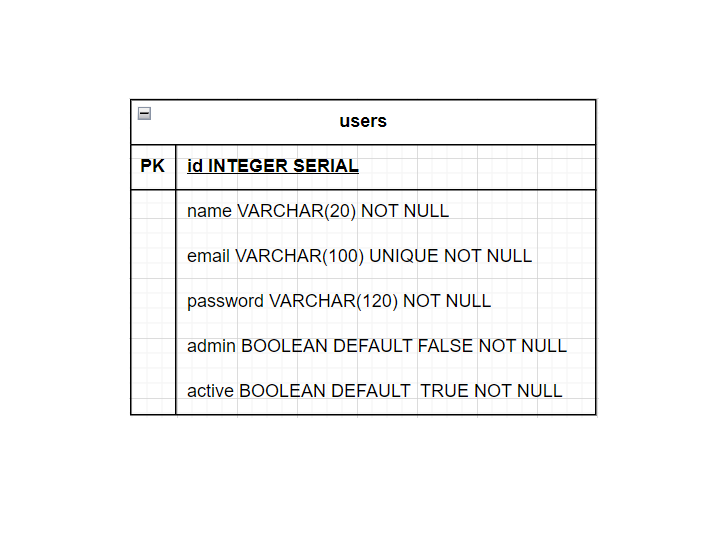 users
PK id INTEGER SERIAL
name VARCHAR(20) NOT NULL
email VARCHAR(100) UNIQUE NOT NULL
password VARCHAR(120) NOT NULL
admin BOOLEAN DEFAULT FALSE NOT NULL
active BOOLEAN DEFAULT  TRUE NOT NULL